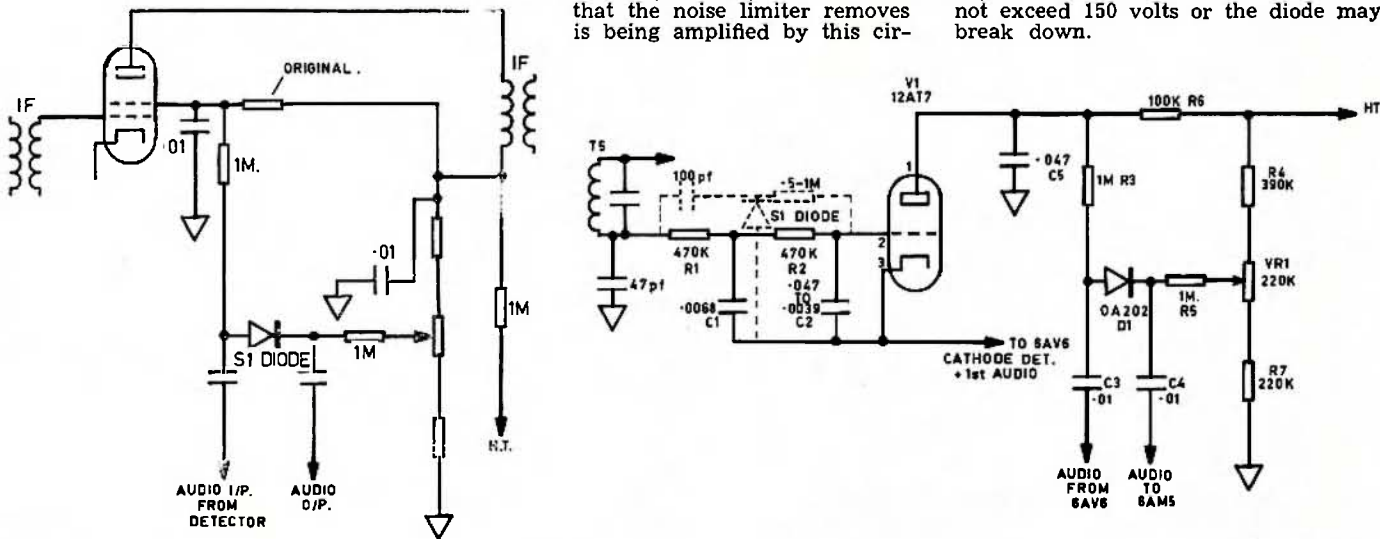 that the noise limiter removes
is being amplified by this cir-
not exceed 150 volts or the diode may
break down.
ORIGINAL.
IF
IF
·01
1M.
·01
1M
S1 DIODE
1M
H.T.
AUDIO I/P.
FROM
DETECTOR
AUDIO
O/P.
V1
12AT7
100K R6
HT
T5
100pf
·5-1M
S1 DIODE
1
2
3
470K
R1
470K
R2
47pf
·0068
C1
·047
TO
·0039
C2
TO 6AV6
CATHODE DET.
+1st AUDIO
·047
C5
1M R3
R4
390K
VR1
220K
OA202
D1
1M.
R5
R7
220K
C3
·01
C4
·01
AUDIO
FROM
6AV6
AUDIO
TO
6AM5